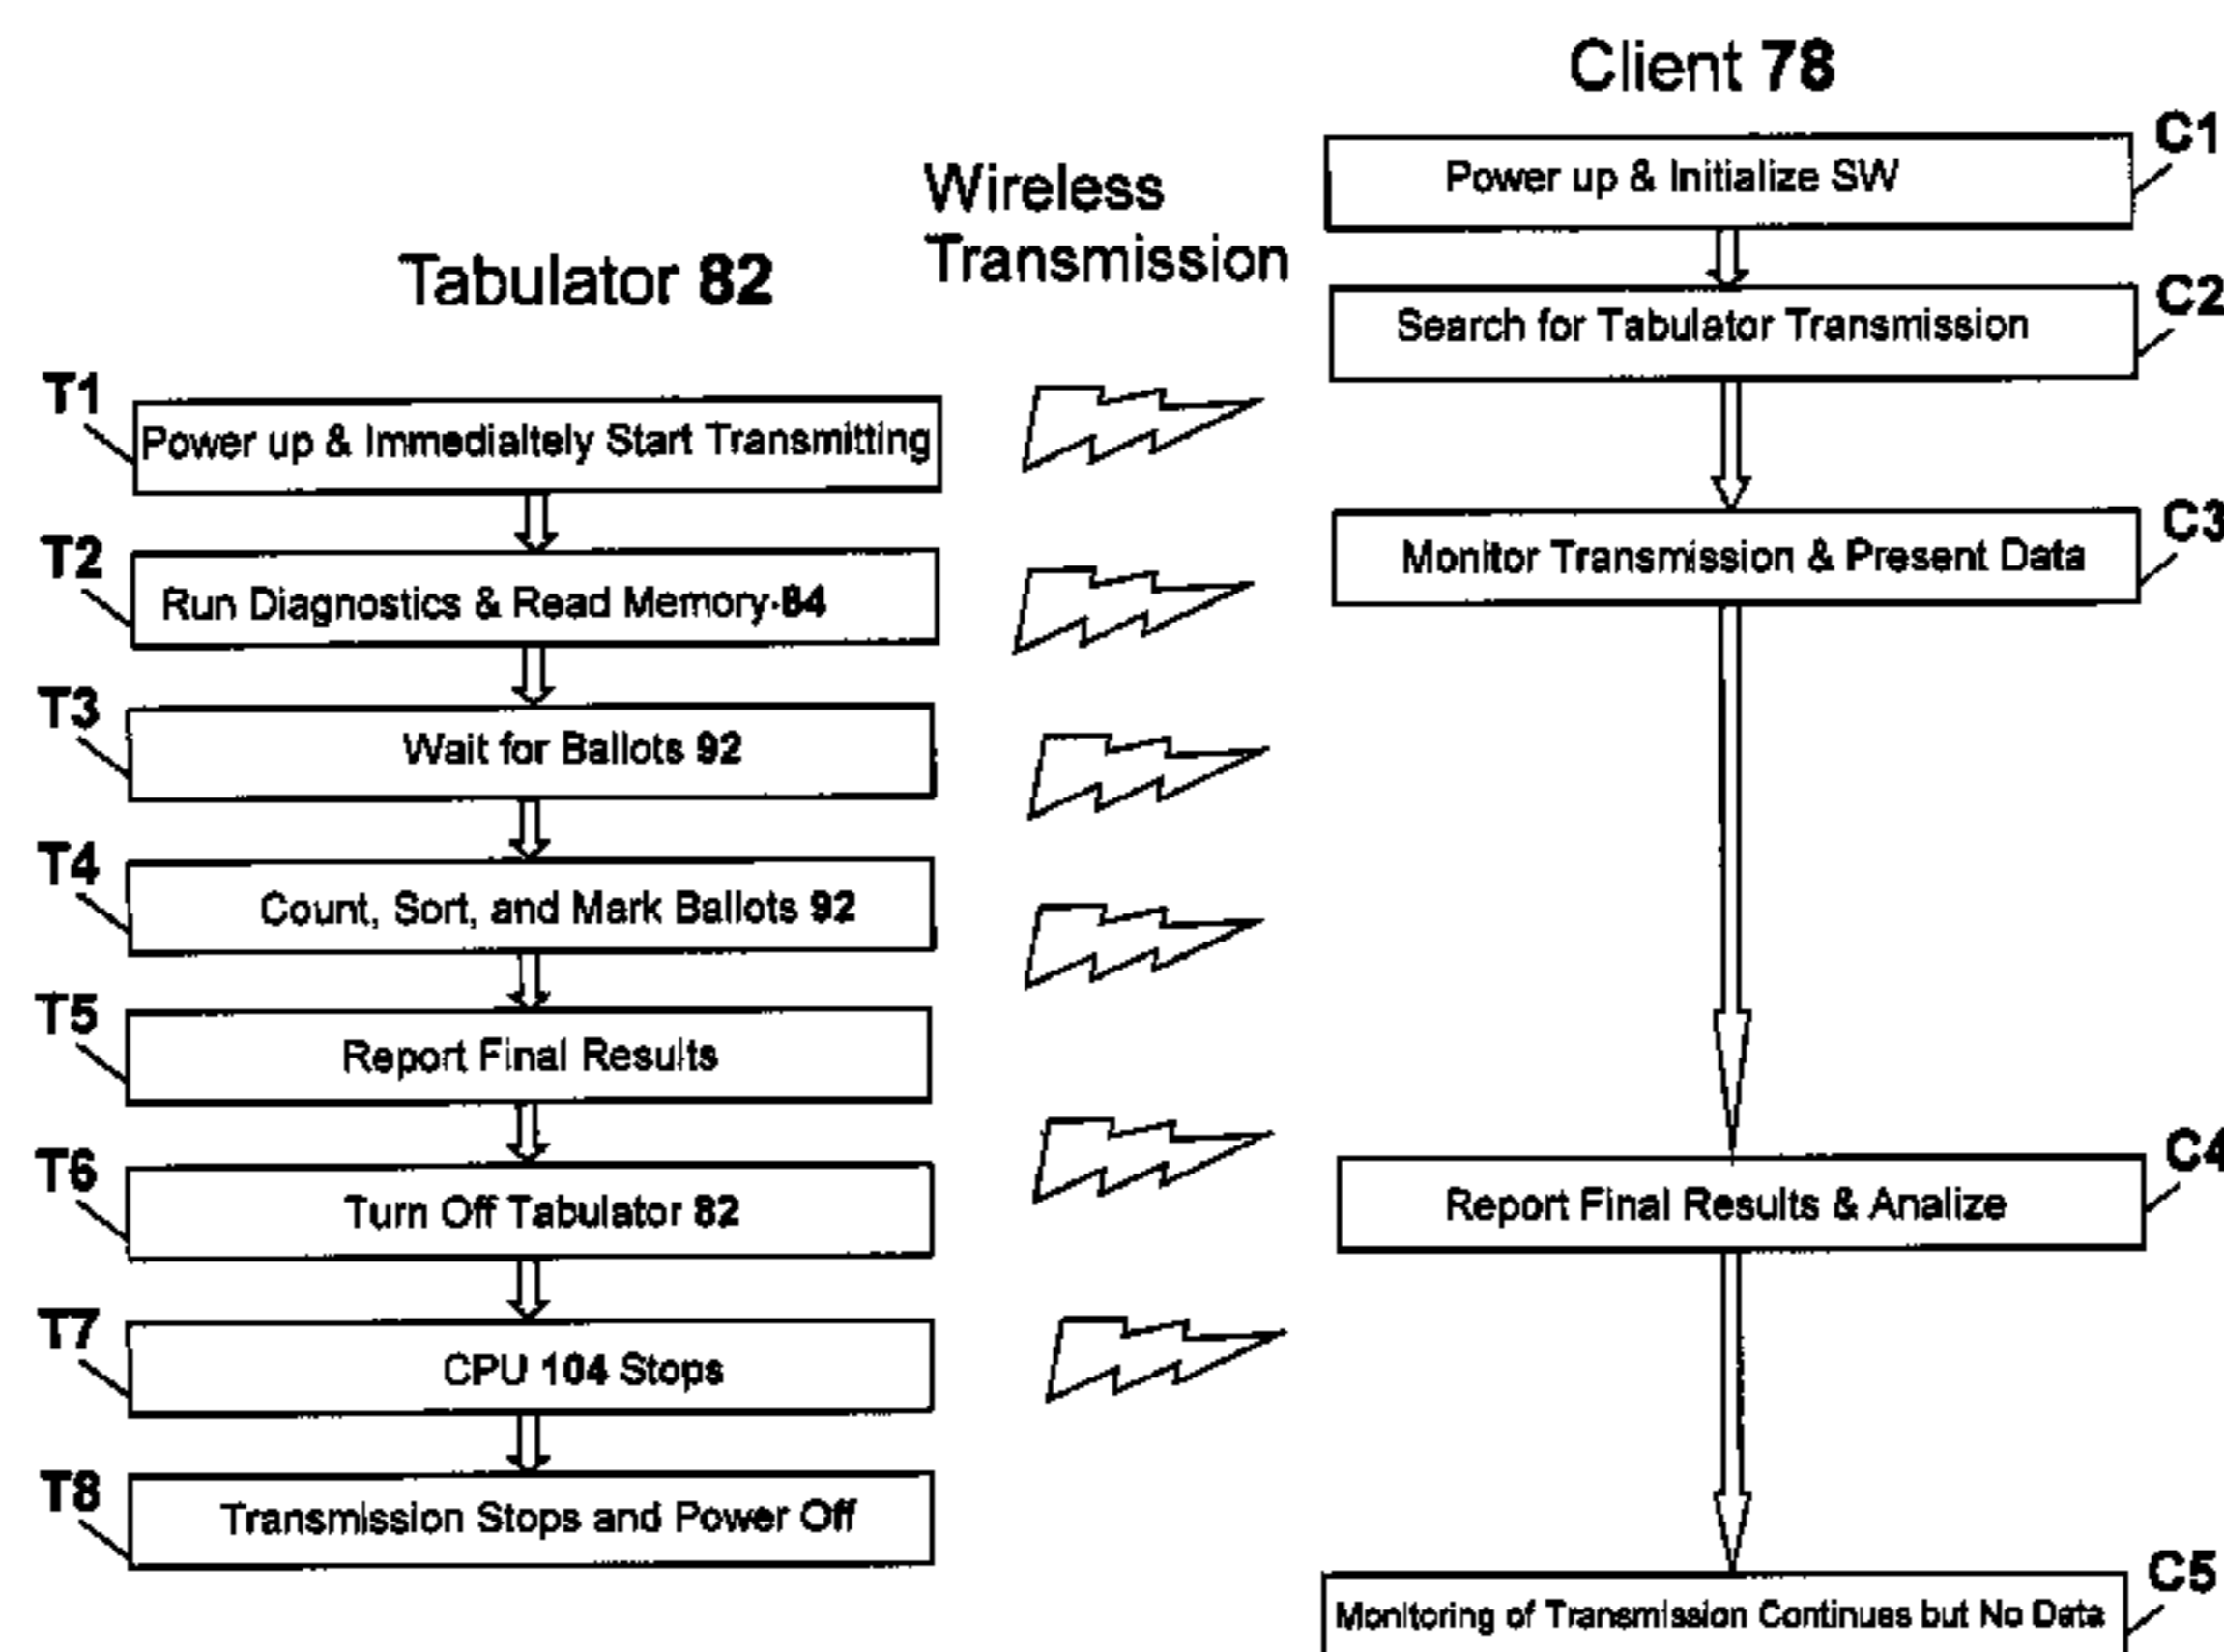 Client 78
C1
Power up & Initialize SW
Wireless
Transmission
C2
Search for Tabulator Transmission
Tabulator 82
T1
Power up & Immedialtely Start Transmitting
C3
Monitor Transmission & Present Data
T2
Run Diagnostics & Read Memory-84
T3
Wait for Ballots 92
T4
Count, Sort, and Mark Ballots 92
T5
Report Final Results
T6
Turn Off Tabulator 82
C4
Report Final Results & Analize
T7
CPU 104 Stops
T8
Transmission Stops and Power Off
C5
Monitoring of Transmission Continues but No Data